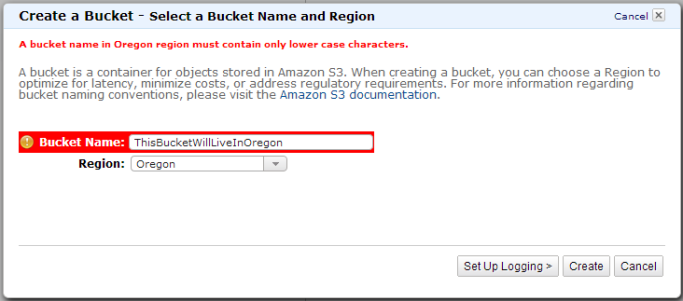 Create a Bucket - Select a Bucket Name and Region
Cancel
A bucket name in Oregon region must contain only lower case characters.
A bucket is a container for objects stored in Amazon S3. When creating a bucket, you can choose a Region to
optimize for latency, minimize costs, or address regulatory requirements. For more information regarding
bucket naming conventions, please visit the Amazon S3 documentation.
Bucket Name: ThisBucketWillLiveInOregon
Region: Oregon
Set Up Logging > Create Cancel